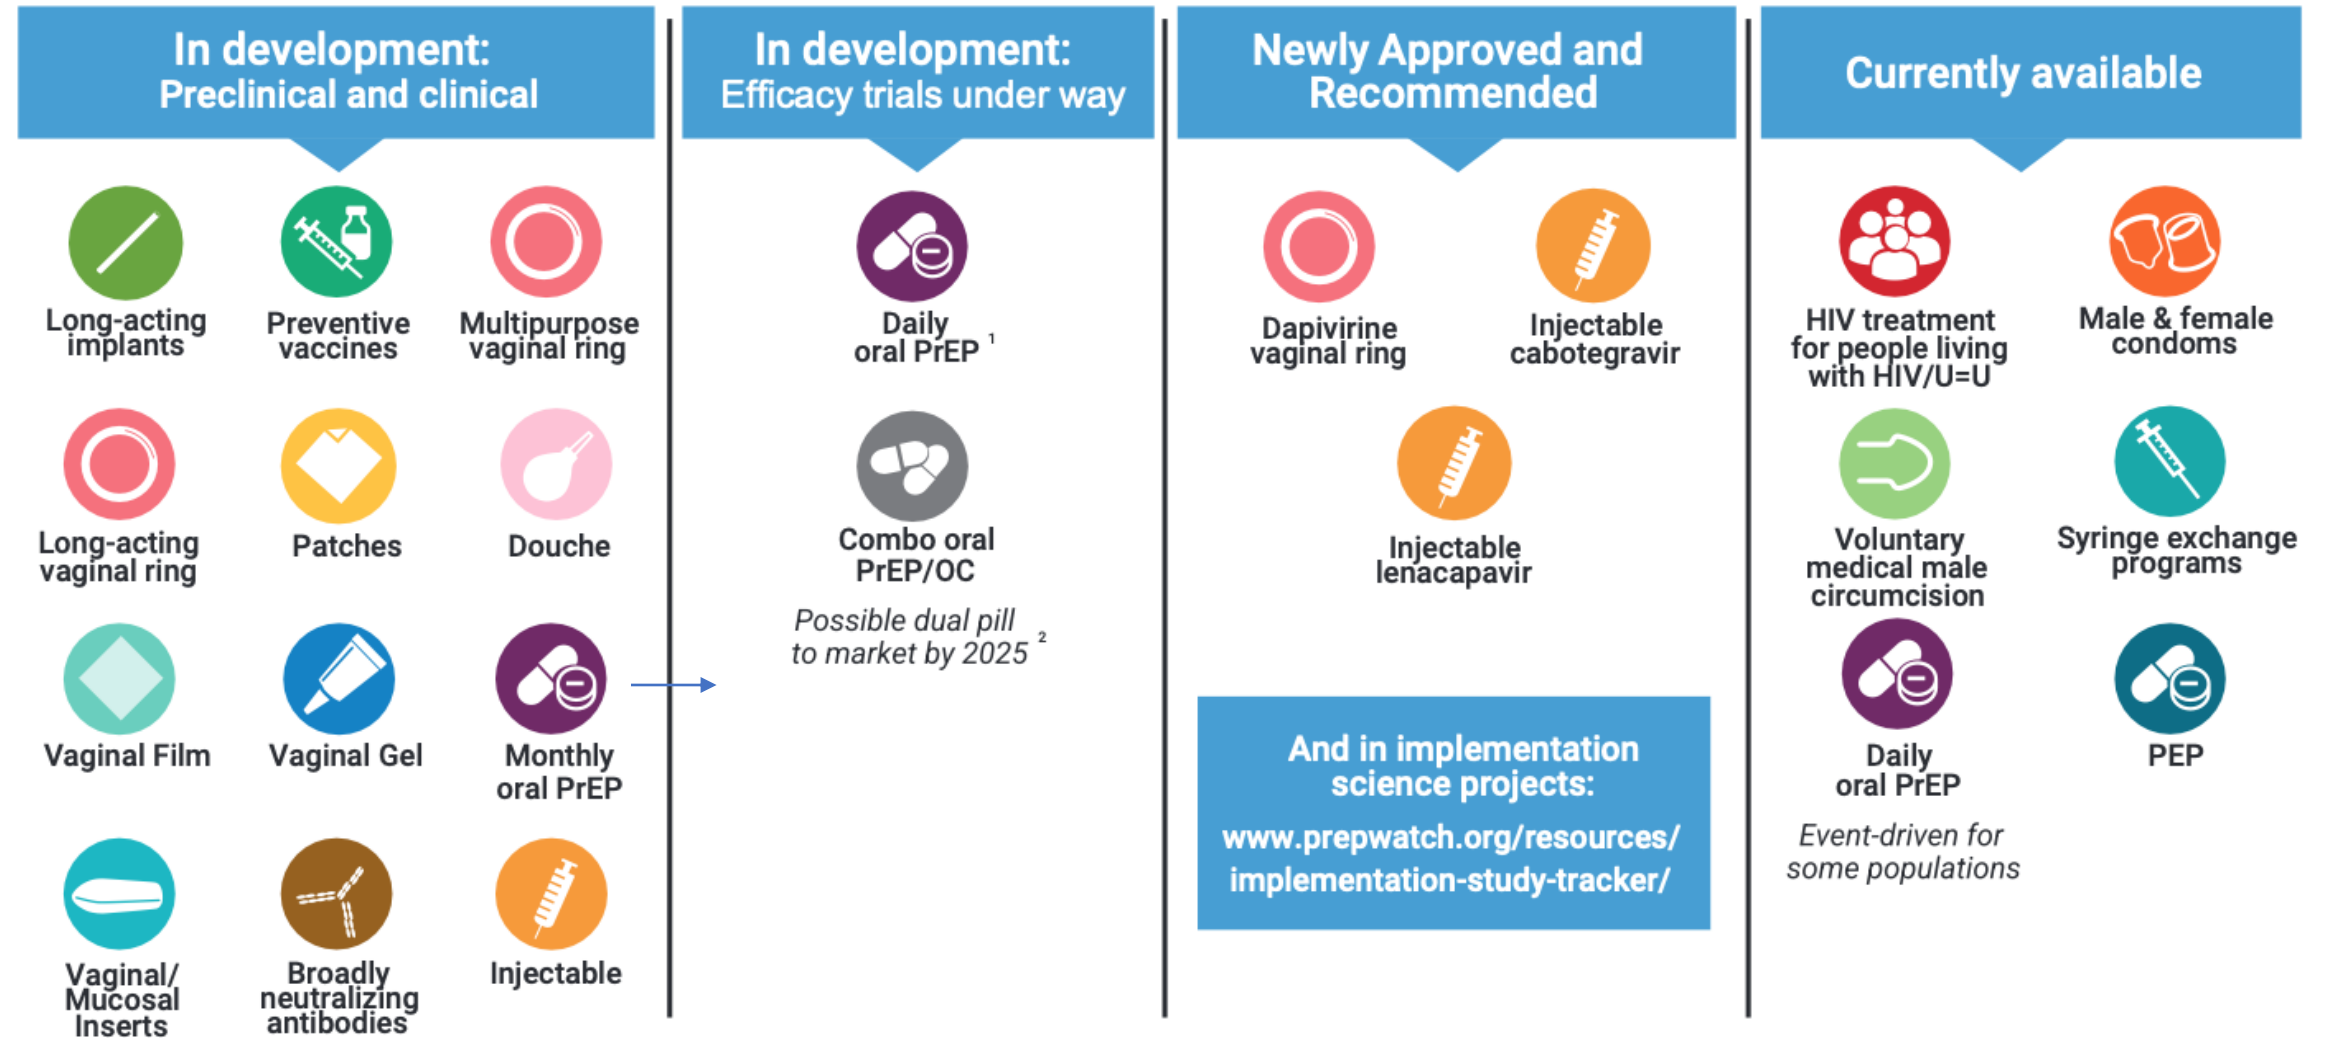 In development:
Preclinical and clinical
Long-acting
implants
Preventive
vaccines
Multipurpose
vaginal ring
Long-acting
vaginal ring
Patches
Douche
Vaginal Film
Vaginal Gel
Monthly
oral PrEP
Vaginal/
Mucosal
Inserts
Broadly
neutralizing
antibodies
Injectable
In development:
Efficacy trials under way
Daily
oral PrEP 1
Combo oral
PrEP/OC
Possible dual pill
to market by 2025 2
Newly Approved and
Recommended
Dapivirine
vaginal ring
Injectable
cabotegravir
Injectable
lenacapavir
And in implementation
science projects:
www.prepwatch.org/resources/
implementation-study-tracker/
Currently available
HIV treatment
for people living
with HIV/U=U
Male & female
condoms
Voluntary
medical male
circumcision
Syringe exchange
programs
Daily
oral PrEP
Event-driven for
some populations
PEP